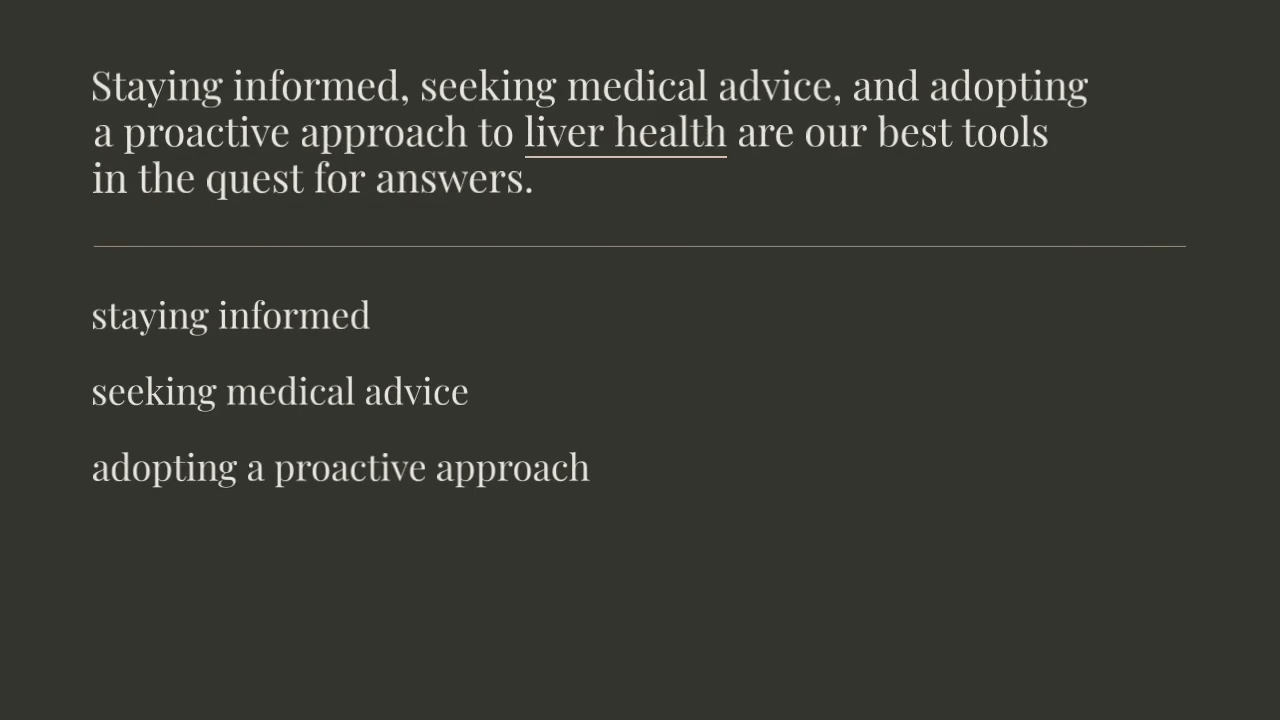 Staying informed, seeking medical advice, and adopting
a proactive approach to liver health are our best tools
in the quest for answers.
staying informed
seeking medical advice
adopting a proactive approach